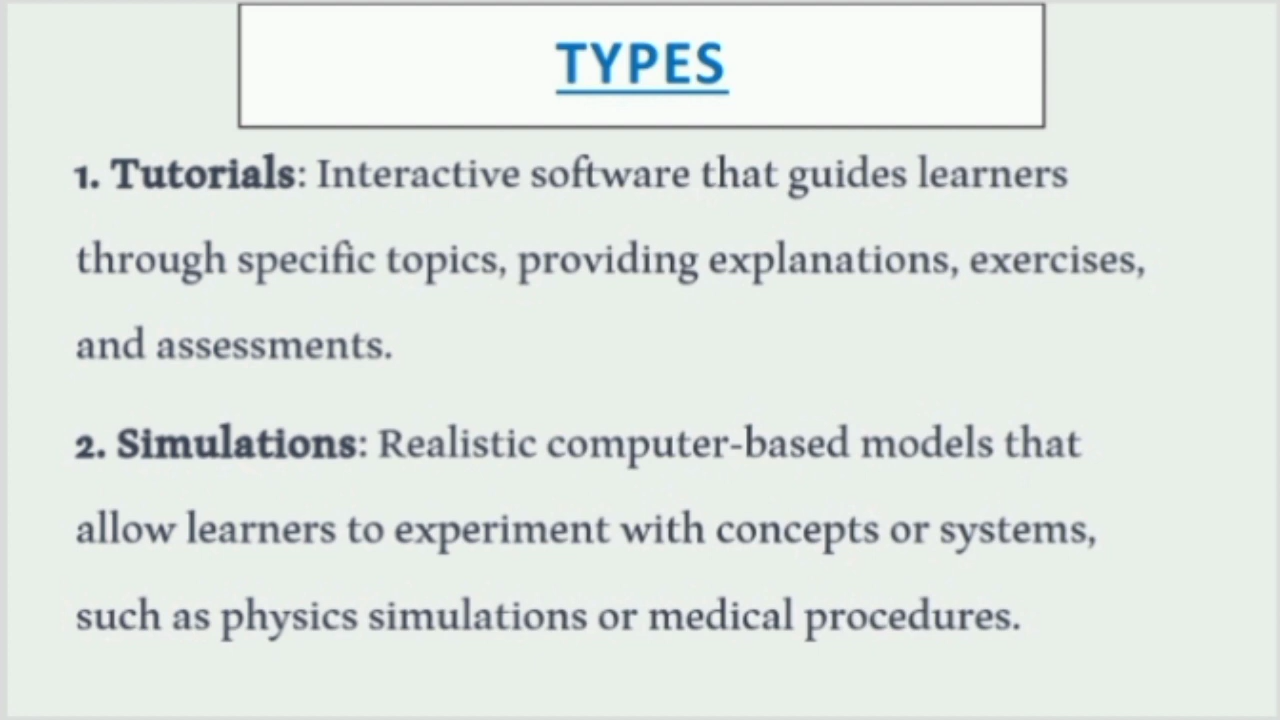 TYPES
1. Tutorials: Interactive software that guides learners
through specific topics, providing explanations, exercises,
and assessments.
2. Simulations: Realistic computer-based models that
allow learners to experiment with concepts or systems,
such as physics simulations or medical procedures.